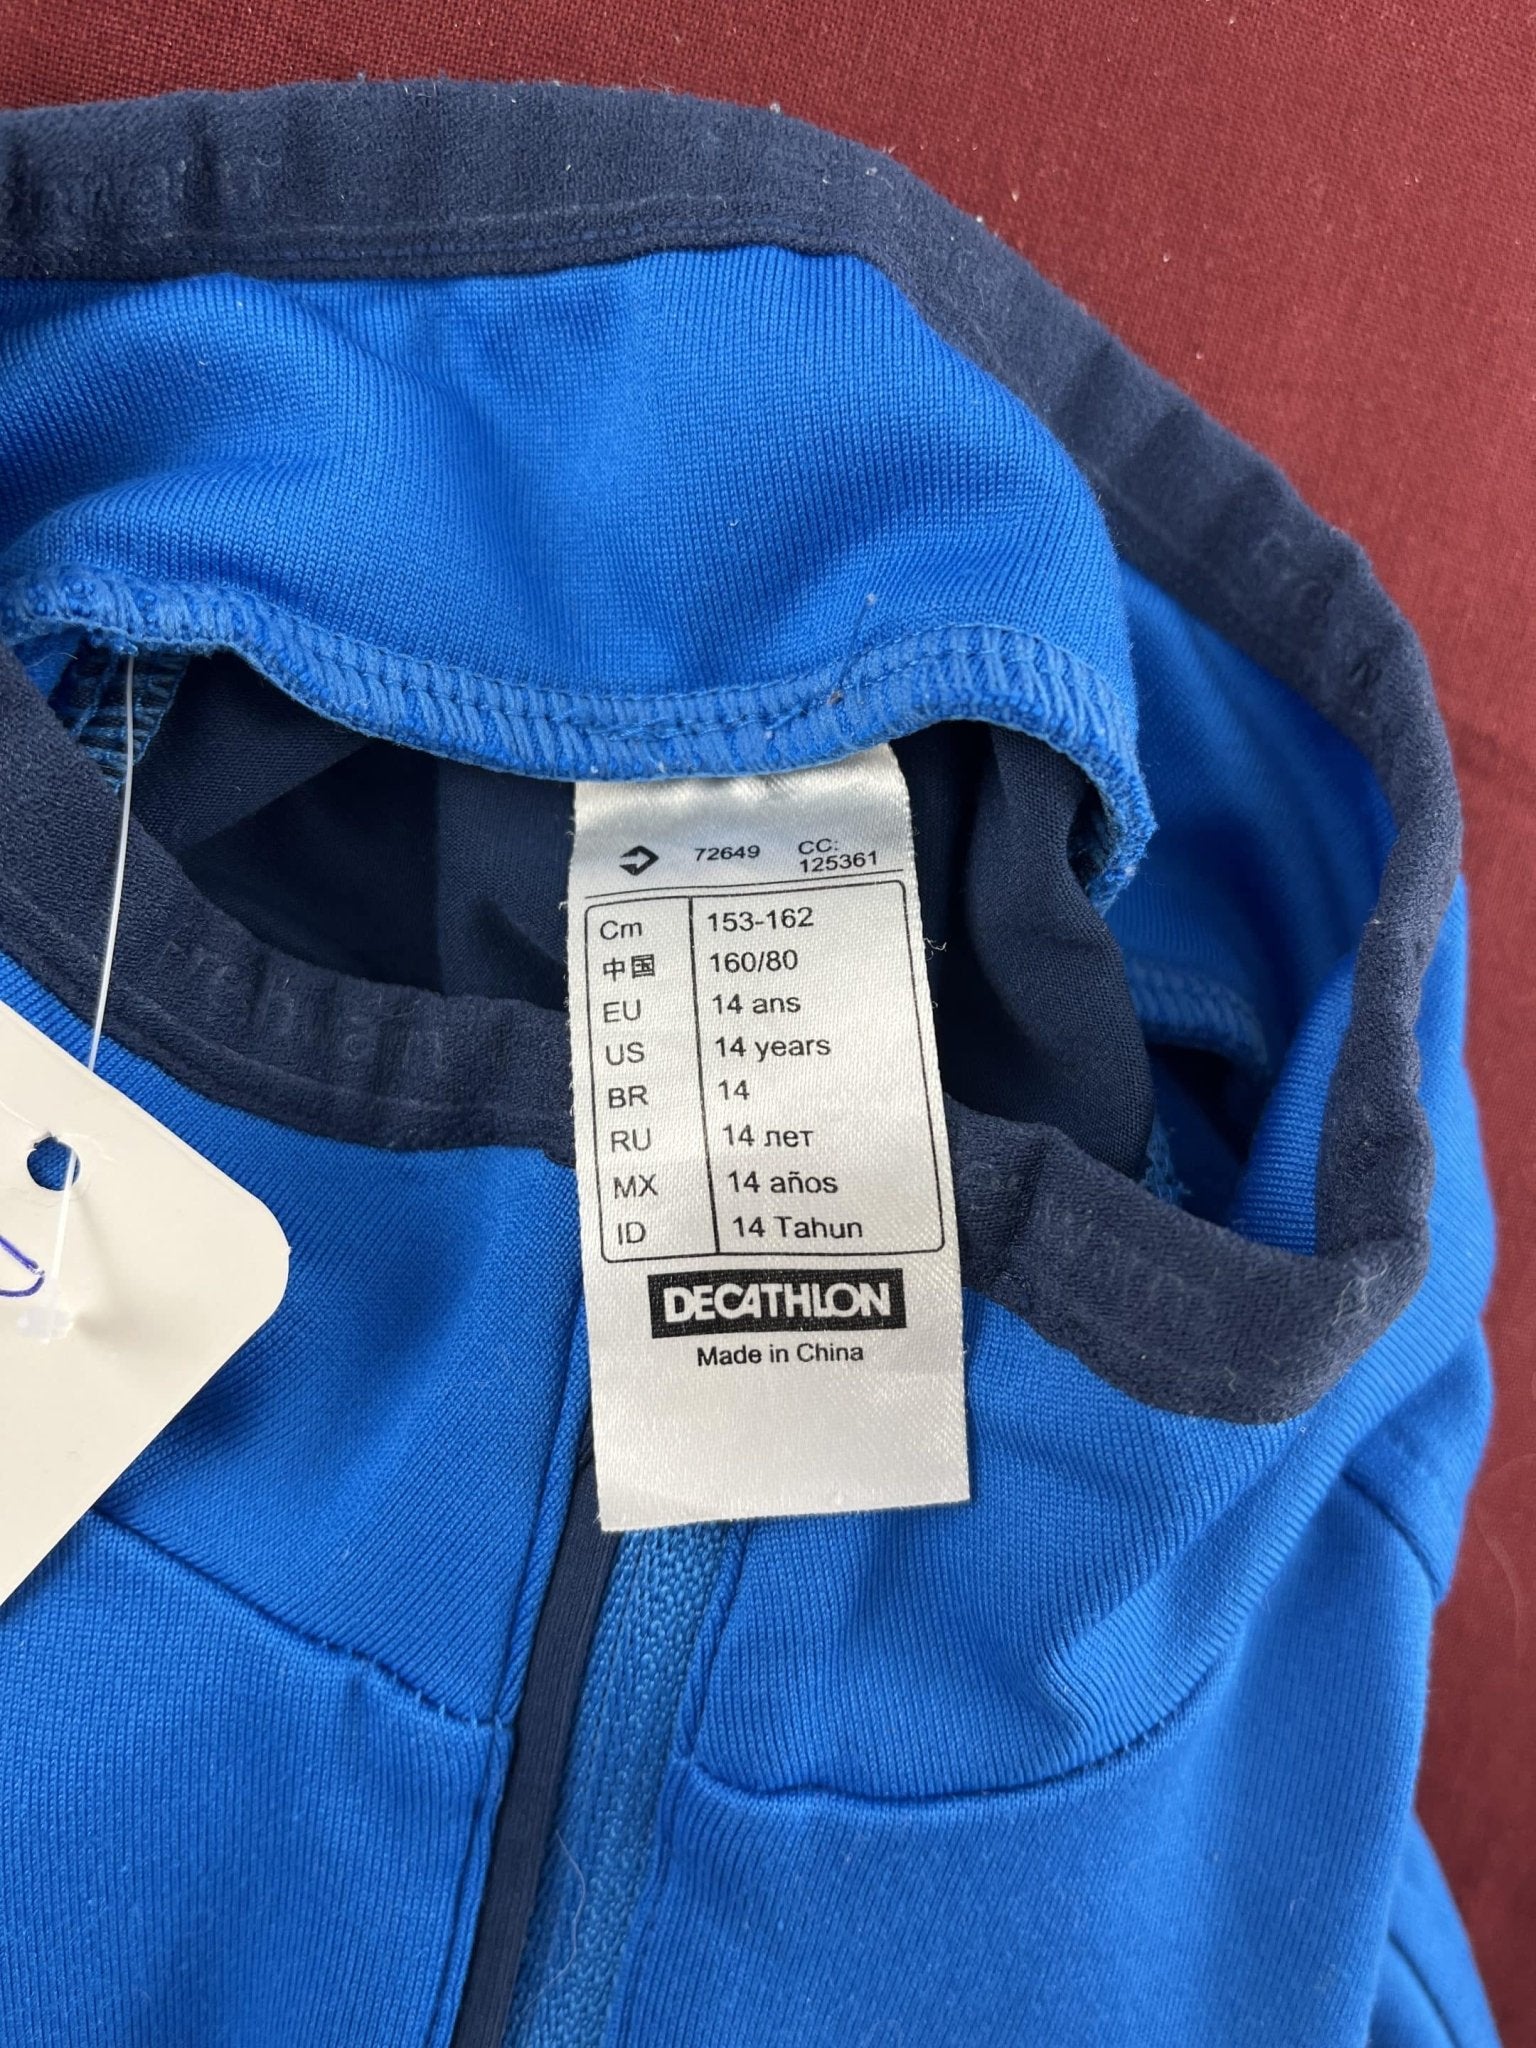 72649 CC:
125361
Cm 153-162
中国 160/80
EU 14 ans
US 14 years
BR 14
RU 14 лет
MX 14 años
ID 14 Tahun
DECATHLON
Made in China